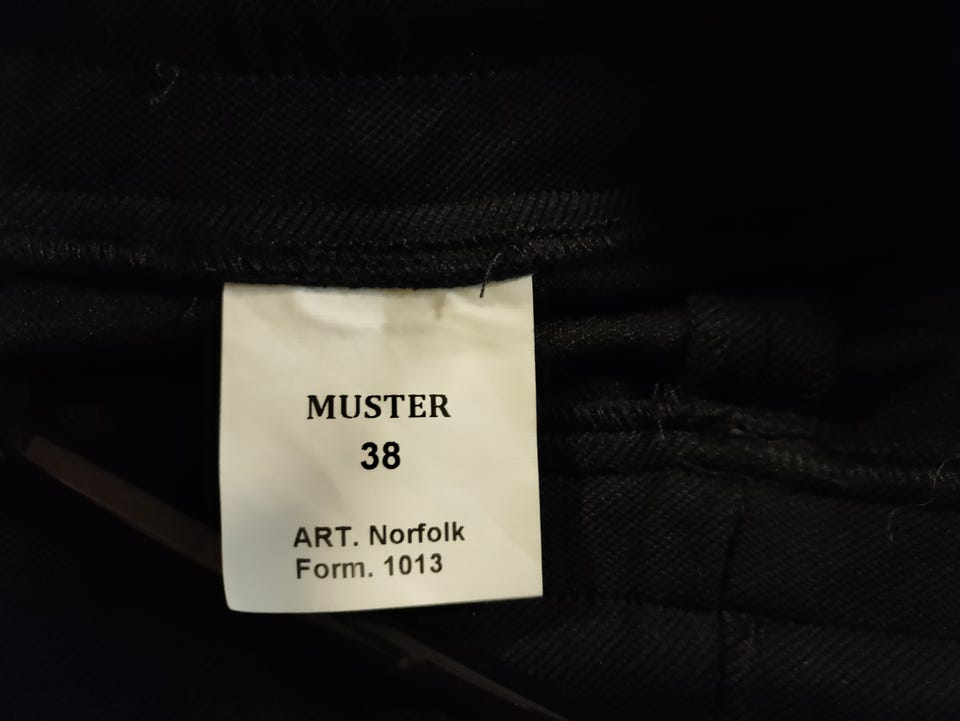 MUSTER
38
ART. Norfolk
Form. 1013